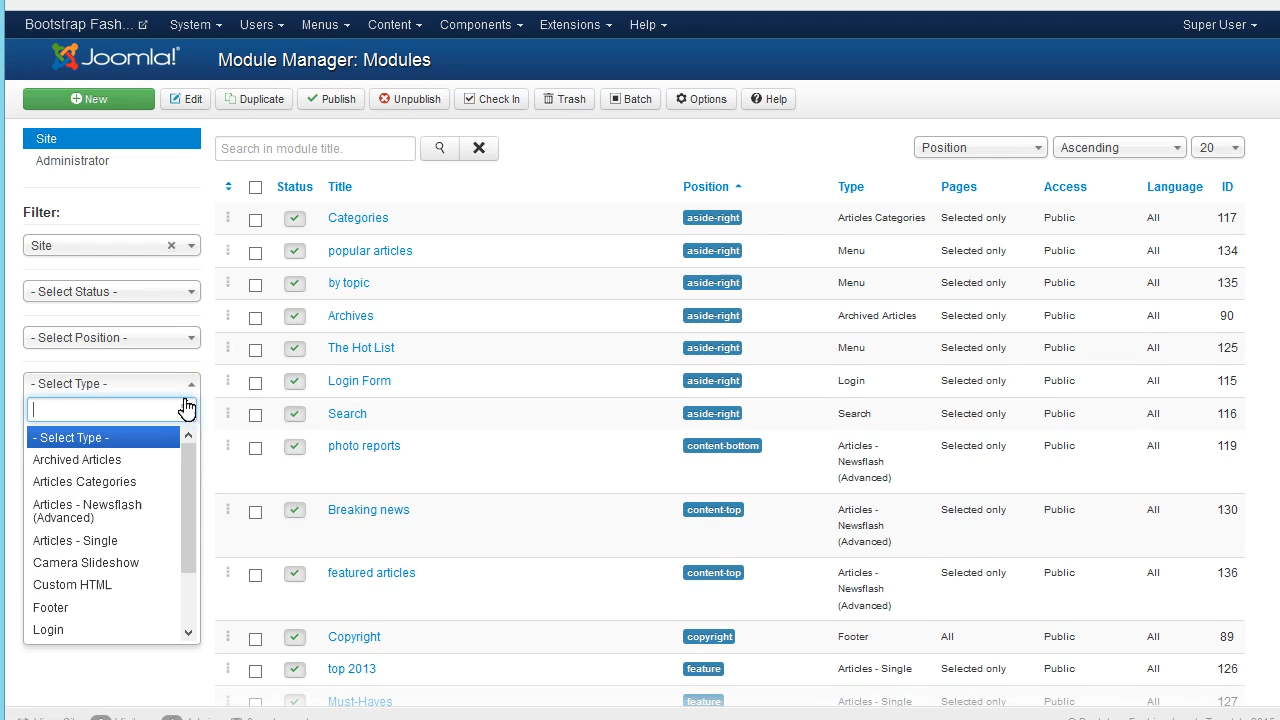 Bootstrap Fash... System Users Menus Content Components Extensions Help Super User
Joomla! Module Manager: Modules
New Edit Duplicate Publish Unpublish Check In Trash Batch Options Help
Site
Administrator
Search in module title. Position Ascending 20
Status Title Position Type Pages Access Language ID
Filter:
Site
- Select Status -
- Select Position -
- Select Type -
- Select Type -
Archived Articles
Articles Categories
Articles - Newsflash
(Advanced)
Articles - Single
Camera Slideshow
Custom HTML
Footer
Login
Categories aside-right Articles Categories Selected only Public All 117
popular articles aside-right Menu Selected only Public All 134
by topic aside-right Menu Selected only Public All 135
Archives aside-right Archived Articles Selected only Public All 90
The Hot List aside-right Menu Selected only Public All 125
Login Form aside-right Login Selected only Public All 115
Search aside-right Search Selected only Public All 116
photo reports content-bottom Articles - Selected only Public All 119
Newsflash
(Advanced)
Breaking news content-top Articles - Selected only Public All 130
Newsflash
(Advanced)
featured articles content-top Articles - Selected only Public All 136
Newsflash
(Advanced)
Copyright copyright Footer All Public All 89
top 2013 feature Articles - Single Selected only Public All 126
Must-Haves feature Articles - Single Selected only Public All 127